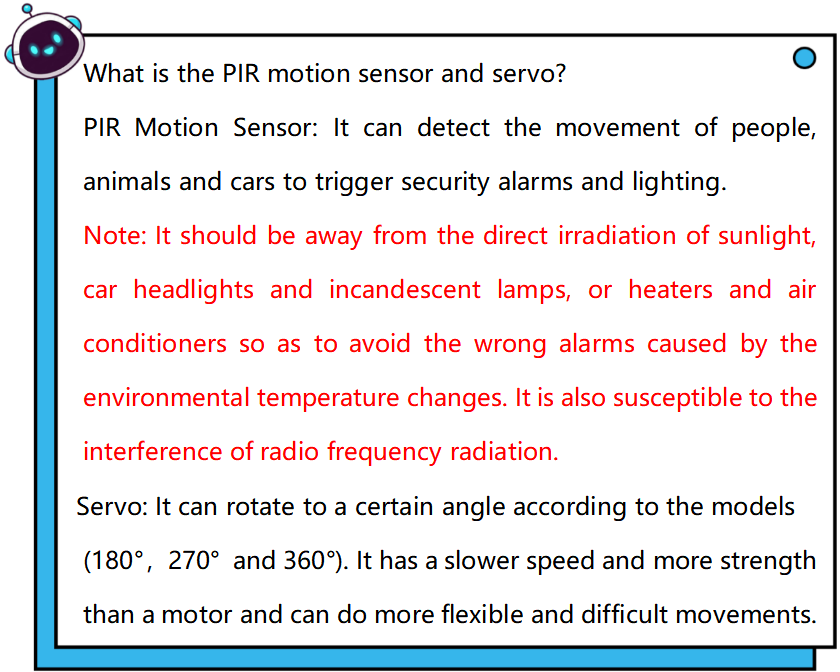 What is the PIR motion sensor and servo?
PIR Motion Sensor: It can detect the movement of people,
animals and cars to trigger security alarms and lighting.
Note: It should be away from the direct irradiation of sunlight,
car headlights and incandescent lamps, or heaters and air
conditioners so as to avoid the wrong alarms caused by the
environmental temperature changes. It is also susceptible to the
interference of radio frequency radiation.
Servo: It can rotate to a certain angle according to the models
(180°, 270° and 360°). It has a slower speed and more strength
than a motor and can do more flexible and difficult movements.